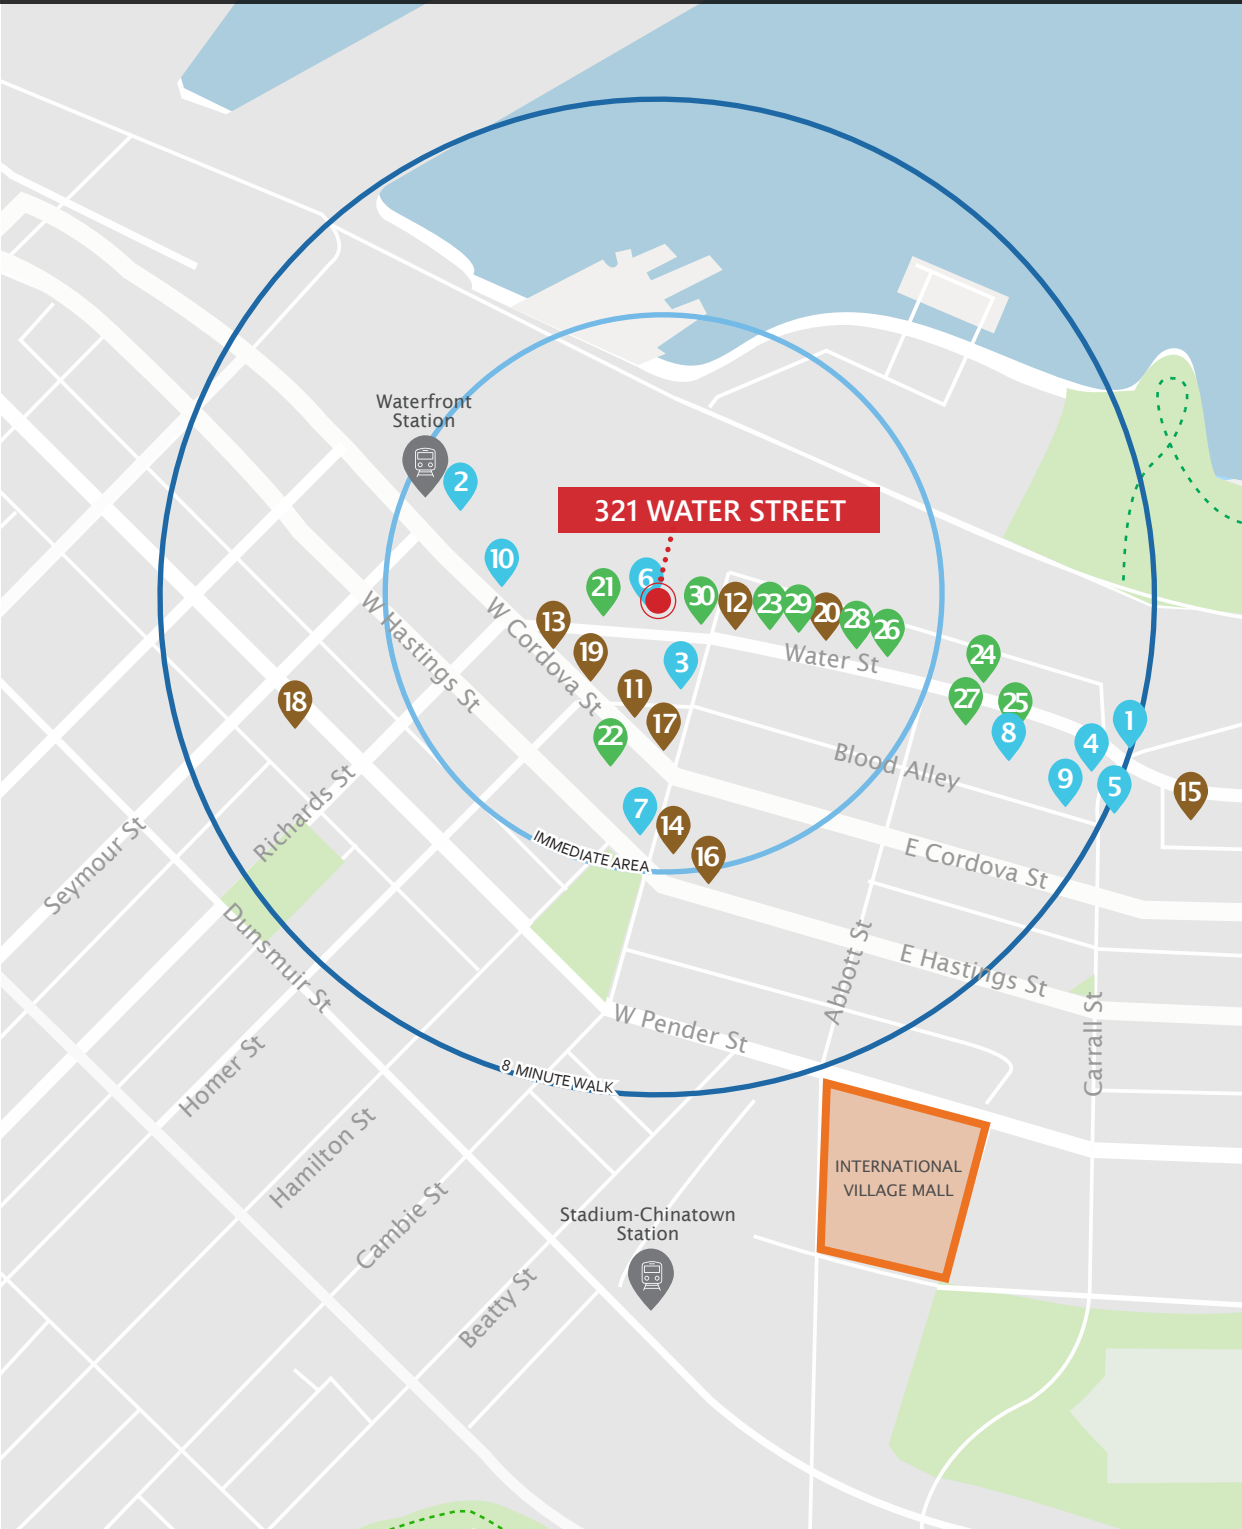 Waterfront
Station
2
321 WATER STREET
10
6
21
30
12
23
29
20
28
26
13
W Hastings St
W Cordova St
19
3
Water St
24
11
27
25
18
17
22
8
1
4
Blood Alley
9
5
15
7
14
16
Richards St
Seymour St
IMMEDIATE AREA
E Cordova St
Dunsmuir St
Abbott St
E Hastings St
W Pender St
Carrall St
Homer St
8 MINUTE WALK
Hamilton St
INTERNATIONAL
VILLAGE MALL
Cambie St
Stadium-Chinatown
Station
Beatty St